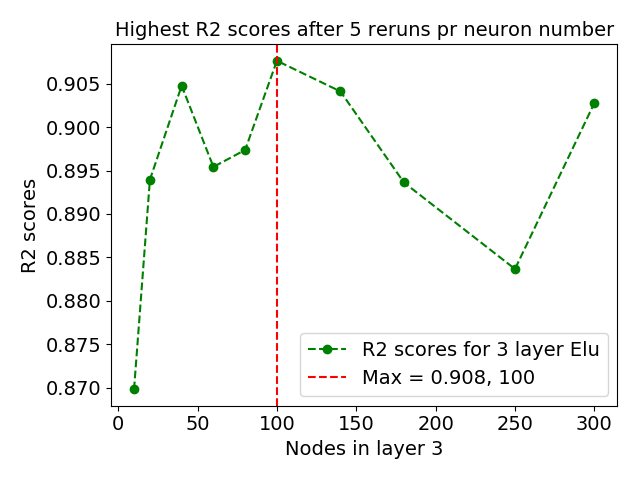 Highest R2 scores after 5 reruns pr neuron number
0.905
0.900
0.895
0.890
0.885
0.880
0.875
0.870
R2 scores
R2 scores for 3 layer Elu
Max = 0.908, 100
0 50 100 150 200 250 300
Nodes in layer 3